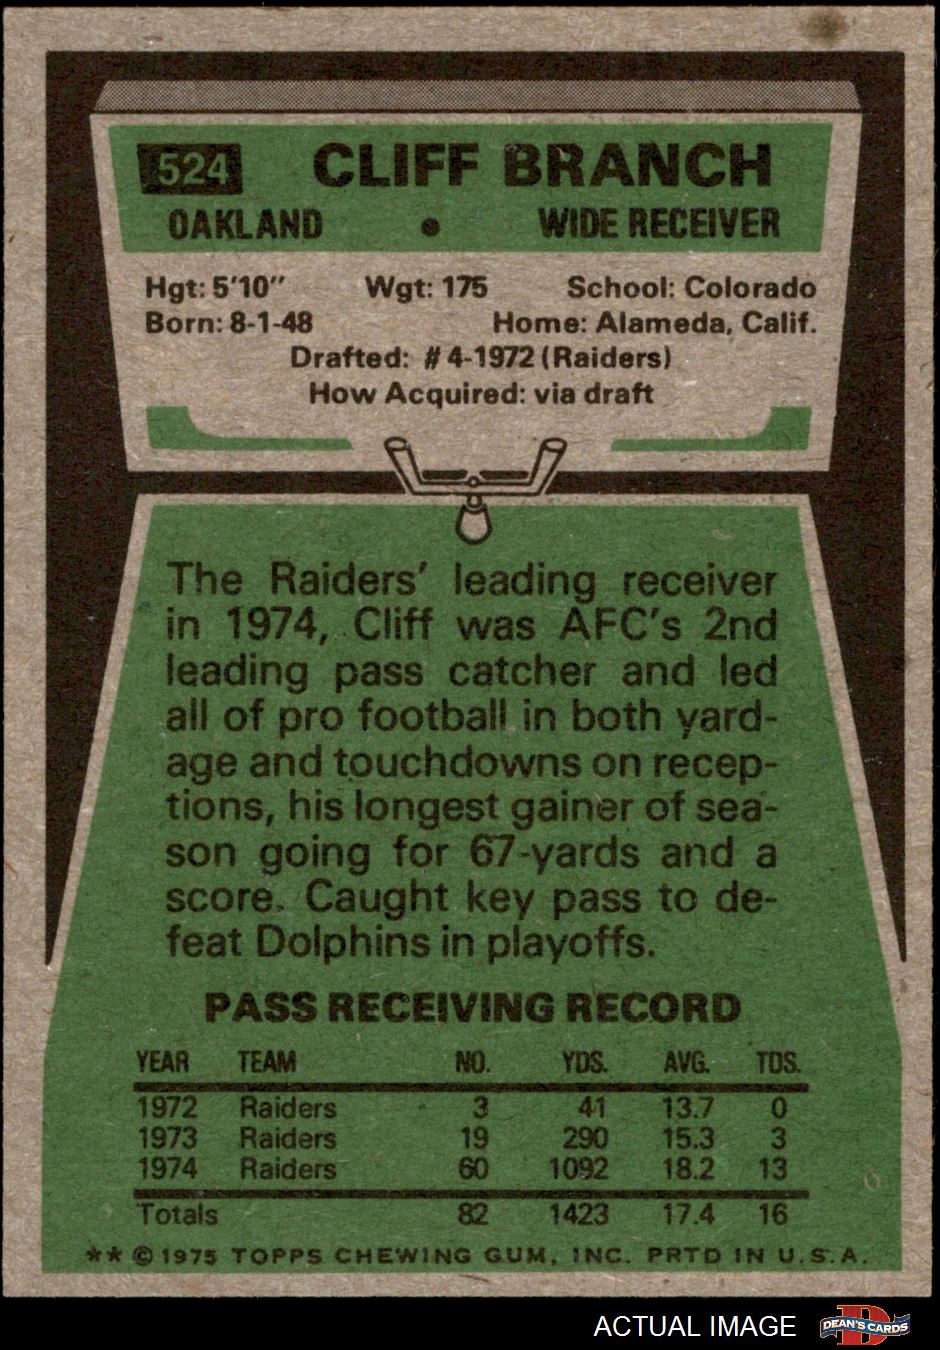 524 CLIFF BRANCH
OAKLAND • WIDE RECEIVER
Hgt: 5'10" Wgt: 175 School: Colorado
Born: 8-1-48 Home: Alameda, Calif.
Drafted: #4-1972 (Raiders)
How Acquired: via draft
The Raiders' leading receiver
in 1974, Cliff was AFC's 2nd
leading pass catcher and led
all of pro football in both yard-
age and touchdowns on recep-
tions, his longest gainer of sea-
son going for 67-yards and a
score. Caught key pass to de-
feat Dolphins in playoffs.
PASS RECEIVING RECORD
YEAR TEAM NO. YDS. AVG. TDS.
1972 Raiders 3 41 13.7 0
1973 Raiders 19 290 15.3 3
1974 Raiders 60 1092 18.2 13
Totals 82 1423 17.4 16
** © 1975 TOPPS CHEWING GUM, INC. PRTD IN U.S.A.
ACTUAL IMAGE D DEAN'S CARDS